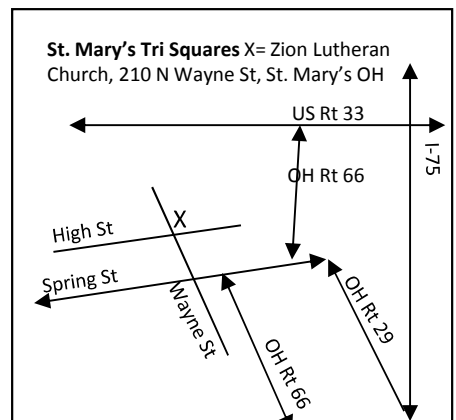 St. Mary’s Tri Squares X= Zion Lutheran
Church, 210 N Wayne St, St. Mary’s OH
US Rt 33
I-75
OH Rt 66
X
High St
Spring St
Wayne St
OH Rt 29
OH Rt 66